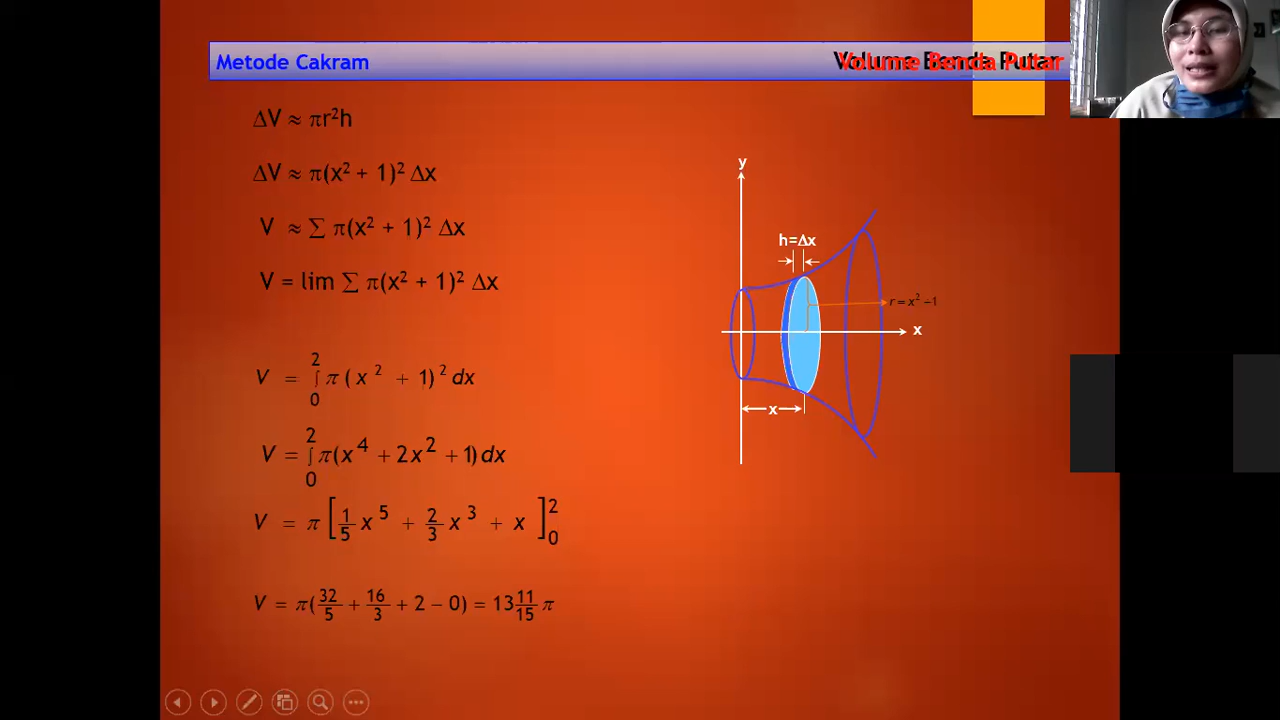 Metode Cakram
Volume Benda Putar
ΔV ≈ πr²h
ΔV ≈ π(x² + 1)² Δx
V ≈ ∑ π(x² + 1)² Δx
V = lim ∑ π(x² + 1)² Δx
V = ∫₀² π(x² + 1)² dx
V = ∫₀² π(x⁴ + 2x² + 1) dx
V = π [1/5 x⁵ + 2/3 x³ + x]₀²
V = π(32/5 + 16/3 + 2 − 0) = 13 11/15 π
y
h=Δx
r = x² +1
x
x